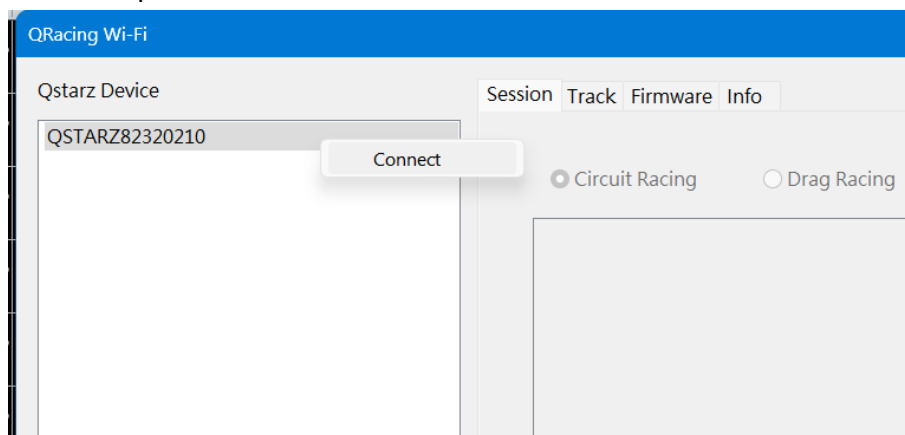 QRacing Wi-Fi
Qstarz Device
Session Track Firmware Info
QSTARZ82320210
Connect
Circuit Racing Drag Racing